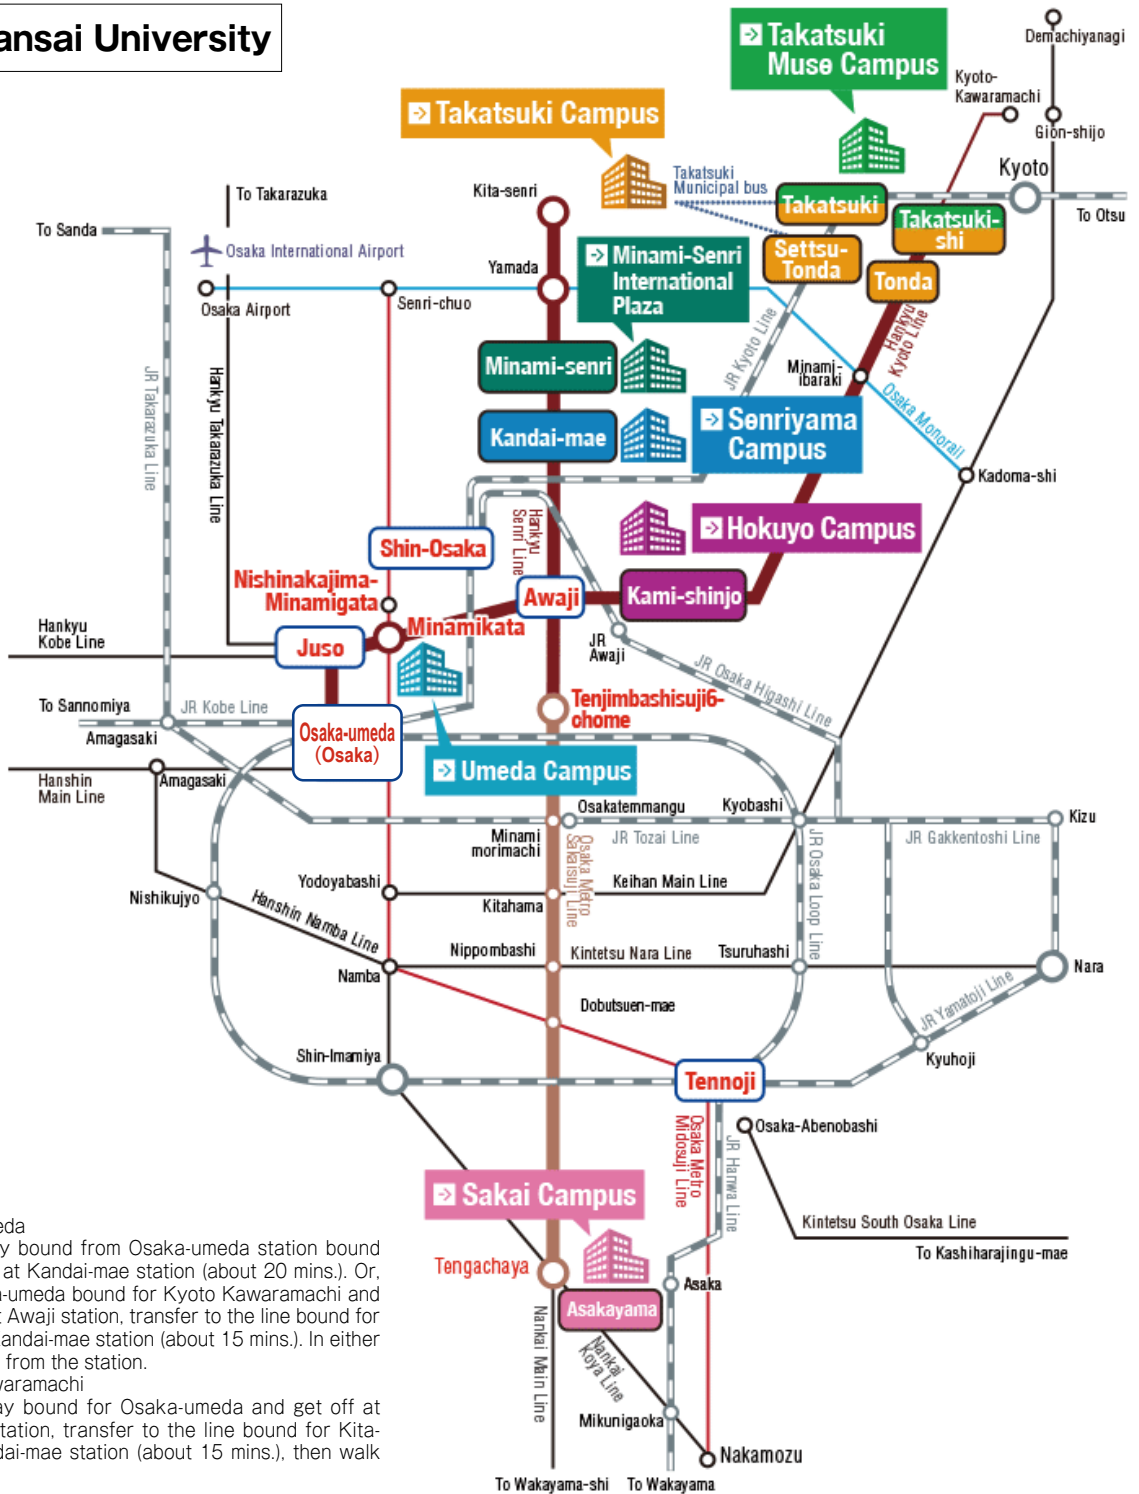 ansai University
Demachiyanagi
Takatsuki
Muse Campus
Kyoto-
Kawaramachi
Gion-shijo
Takatsuki Campus
Kyoto
Takatsuki
Municipal bus
To Takarazuka
Kita-senri
Takatsuki
To Otsu
Takatsuki-
shi
To Sanda
Osaka International Airport
Settsu-
Tonda
Minami-Senri
International
Plaza
Yamada
Tonda
Osaka Airport
Senri-chuo
Hankyu
Kyoto Line
JR Kyoto Line
Minami-
ibaraki
Minami-senri
JR Takarazuka Line
Hankyu Takarazuka Line
Osaka Monorail
Kandai-mae
Senriyama
Campus
Kadoma-shi
Hankyu
Senri Line
Hokuyo Campus
Shin-Osaka
Nishinakajima-
Minamigata
Awaji
Kami-shinjo
Hankyu
Kobe Line
Minamikata
Juso
JR
Awaji
JR Osaka Higashi Line
To Sannomiya
JR Kobe Line
Tenjimbashisuji6-
chome
Amagasaki
Osaka-umeda
(Osaka)
Umeda Campus
Hanshin
Main Line
Amagasaki
Osakatemmangu
Kyobashi
Kizu
Minami
morimachi
JR Tozai Line
JR Gakkentoshi Line
Osaka Metro
Sakaisuji Line
JR Osaka Loop Line
Yodoyabashi
Keihan Main Line
Nishikujyo
Kitahama
Hanshin Namba Line
Nippombashi
Kintetsu Nara Line
Tsuruhashi
Namba
Nara
Dobutsuen-mae
JR Yamatoji Line
Shin-Imamiya
Kyuhoji
Tennoji
Osaka-Abenobashi
Osaka Metro
Midosuji Line
JR Hanwa Line
Sakai Campus
Kintetsu South Osaka Line
To Kashiharajingu-mae
Tengachaya
Asaka
Asakayama
Nankai Main Line
Nankai
Koya Line
Mikunigaoka
Nakamozu
To Wakayama-shi
To Wakayama
eda
y bound from Osaka-umeda station bound
at Kandai-mae station (about 20 mins.). Or,
a-umeda bound for Kyoto Kawaramachi and
t Awaji station, transfer to the line bound for
andai-mae station (about 15 mins.). In either
from the station.
waramachi
ay bound for Osaka-umeda and get off at
tation, transfer to the line bound for Kita-
dai-mae station (about 15 mins.), then walk